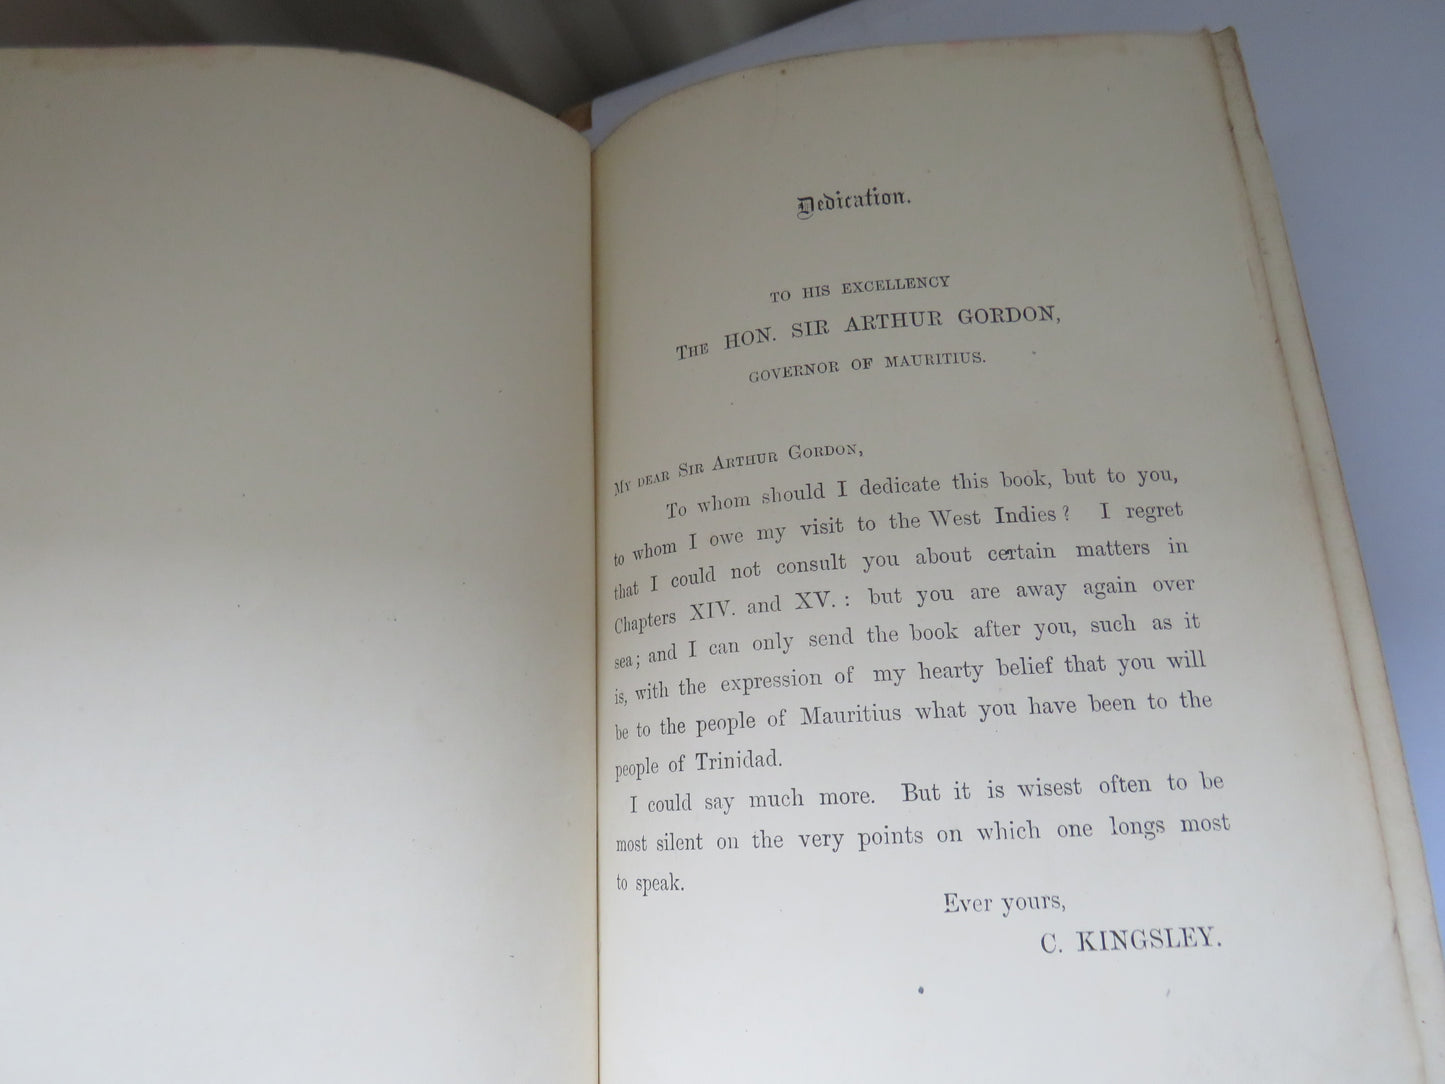 Dedication.
TO HIS EXCELLENCY
THE HON. SIR ARTHUR GORDON,
GOVERNOR OF MAURITIUS.
MY DEAR SIR ARTHUR GORDON,
To whom should I dedicate this book, but to you,
to whom I owe my visit to the West Indies? I regret
that I could not consult you about certain matters in
Chapters XIV. and XV.: but you are away again over
sea; and I can only send the book after you, such as it
is, with the expression of my hearty belief that you will
be to the people of Mauritius what you have been to the
people of Trinidad.
I could say much more. But it is wisest often to be
most silent on the very points on which one longs most
to speak.
Ever yours,
C. KINGSLEY.